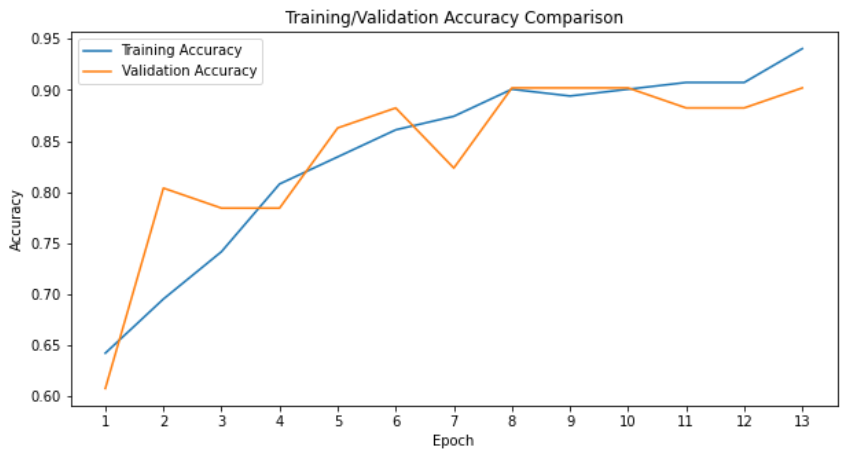 Training/Validation Accuracy Comparison
Training Accuracy
Validation Accuracy
0.95
0.90
0.85
0.80
0.75
0.70
0.65
0.60
Accuracy
1 2 3 4 5 6 7 8 9 10 11 12 13
Epoch